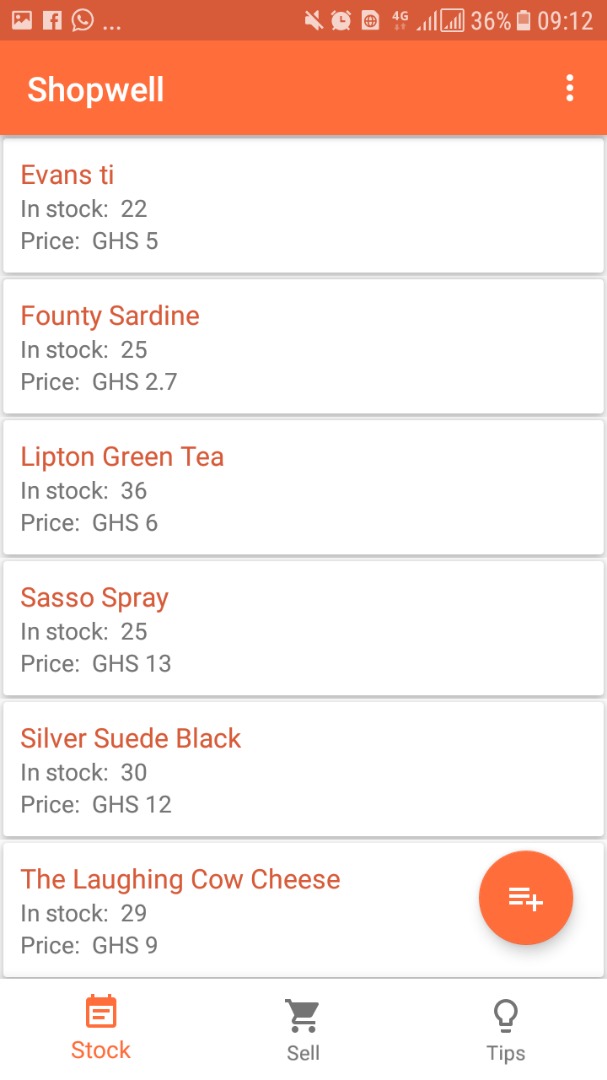 ... 4G 36% 09:12
Shopwell
Evans ti
In stock: 22
Price: GHS 5
Founty Sardine
In stock: 25
Price: GHS 2.7
Lipton Green Tea
In stock: 36
Price: GHS 6
Sasso Spray
In stock: 25
Price: GHS 13
Silver Suede Black
In stock: 30
Price: GHS 12
The Laughing Cow Cheese
In stock: 29
Price: GHS 9
Stock Sell Tips